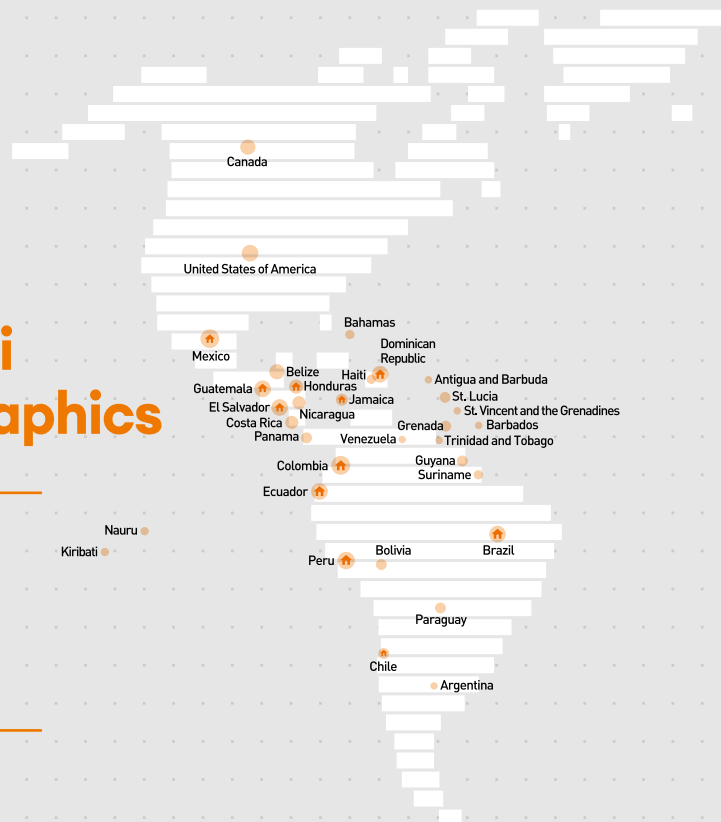 Canada
United States of America
i
aphics
Bahamas
Mexico
Dominican
Republic
Belize
Haiti
Antigua and Barbuda
Guatemala
Honduras
Jamaica
St. Lucia
El Salvador
Nicaragua
St. Vincent and the Grenadines
Costa Rica
Grenada
Barbados
Panama
Venezuela
Trinidad and Tobago
Colombia
Guyana
Suriname
Ecuador
Nauru
Kiribati
Peru
Bolivia
Brazil
Paraguay
Chile
Argentina